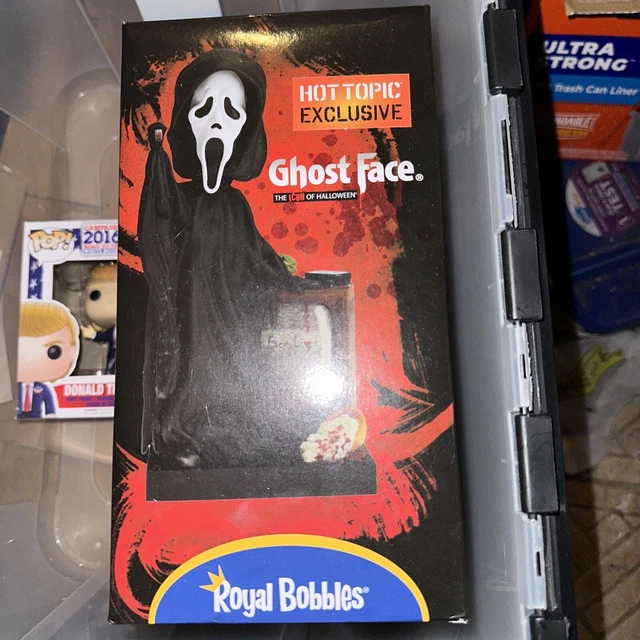 HOT TOPIC
EXCLUSIVE
Ghost Face®
THE ICON OF HALLOWEEN
Royal Bobbles®
POP!
2016
DONALD
ULTRA
STRONG
Trash Can Liner